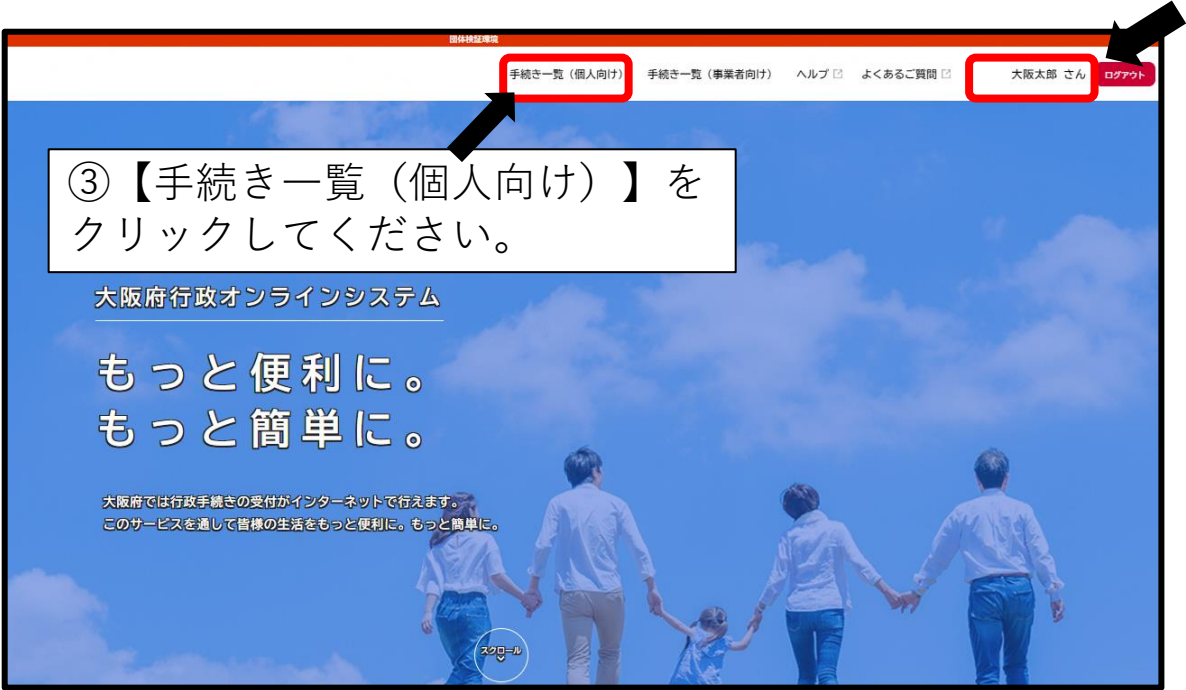 団体検証環境
手続き一覧（個人向け） 手続き一覧（事業者向け） ヘルプ よくあるご質問 大阪太郎 さん ログアウト
③【手続き一覧（個人向け）】を
クリックしてください。
大阪府行政オンラインシステム
もっと便利に。
もっと簡単に。
大阪府では行政手続きの受付がインターネットで行えます。
このサービスを通して皆様の生活をもっと便利に。もっと簡単に。
スクロール